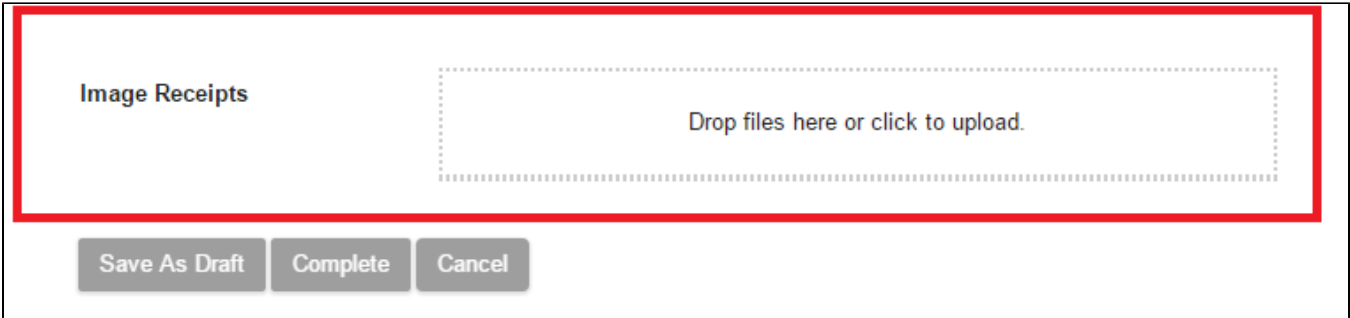 Image Receipts
Drop files here or click to upload.
Save As Draft Complete Cancel